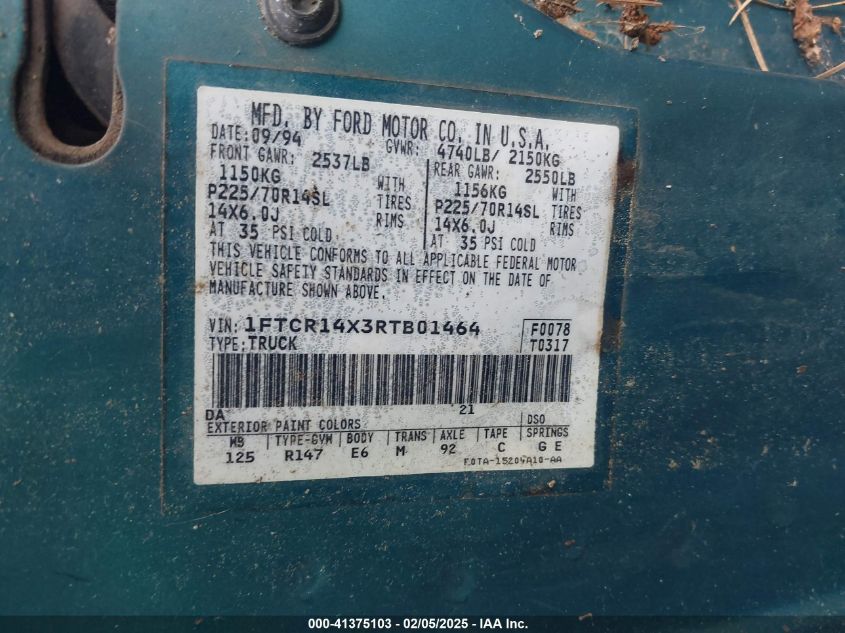 MFD. BY FORD MOTOR CO. IN U.S.A.
DATE: 09/94 GVWR: 4740LB/ 2150KG
FRONT GAWR: 2537LB REAR GAWR: 2550LB
1150KG WITH 1156KG WITH
P225/70R14SL TIRES P225/70R14SL TIRES
14X6.0J RIMS 14X6.0J RIMS
AT 35 PSI COLD AT 35 PSI COLD
THIS VEHICLE CONFORMS TO ALL APPLICABLE FEDERAL MOTOR
VEHICLE SAFETY STANDARDS IN EFFECT ON THE DATE OF
MANUFACTURE SHOWN ABOVE.
VIN: 1FTCR14X3RTB01464 F0078
TYPE: TRUCK T0317
21
DA DSO
EXTERIOR PAINT COLORS
WB TYPE-GVW BODY TRANS AXLE TAPE SPRINGS
125 R147 E6 M 92 C G E
F0TA-15204A10-AA
000-41375103 - 02/05/2025 - IAAI.com